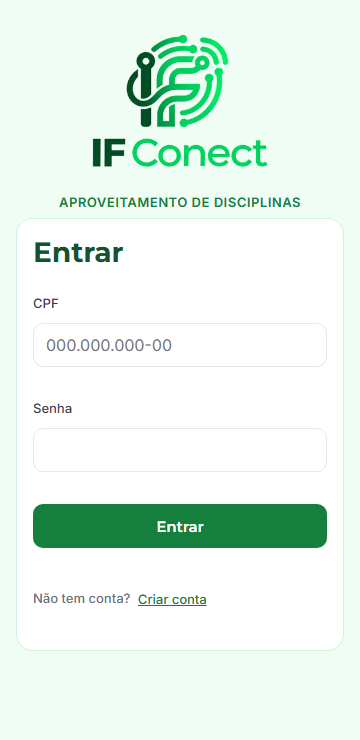 IF Conect
APROVEITAMENTO DE DISCIPLINAS
Entrar
CPF
000.000.000-00
Senha
Entrar
Não tem conta? Criar conta